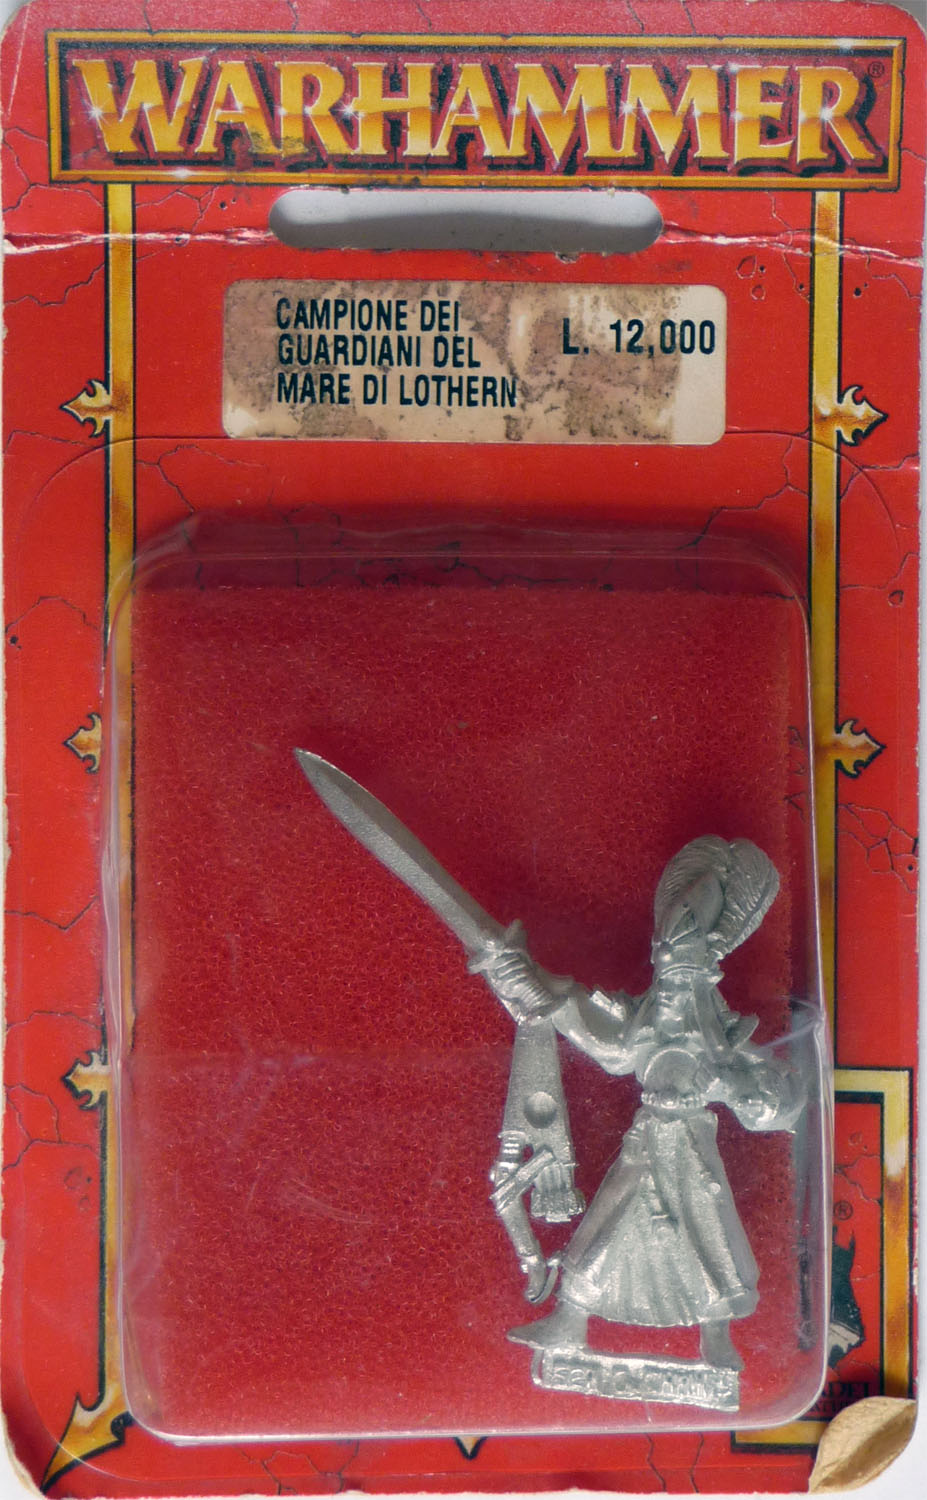 WARHAMMER®
CAMPIONE DEI
GUARDIANI DEL
MARE DI LOTHERN
L. 12,000
®